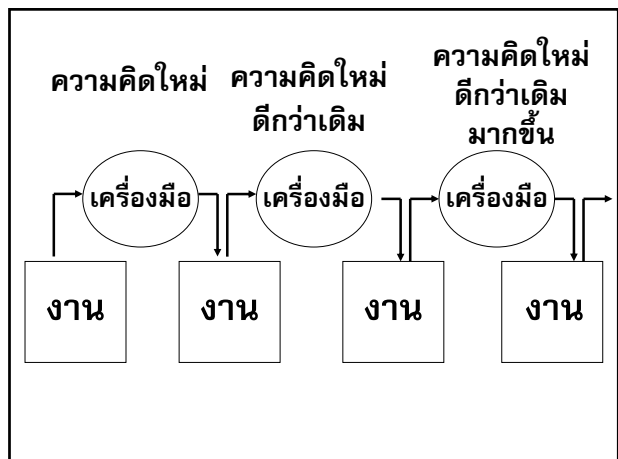 ความคิดใหม่
ความคิดใหม่
ดีกว่าเดิม
ความคิดใหม่
ดีกว่าเดิม
มากขึ้น
เครื่องมือ
เครื่องมือ
เครื่องมือ
งาน
งาน
งาน
งาน